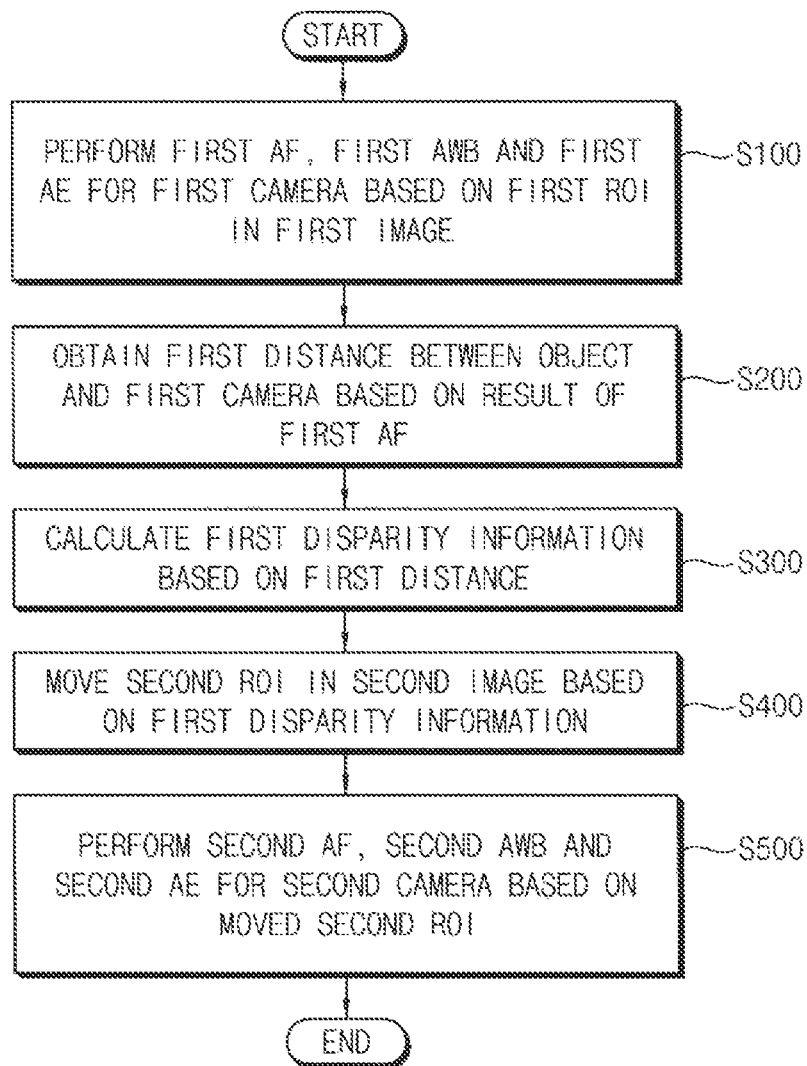 START
PERFORM FIRST AF, FIRST AWB AND FIRST
AE FOR FIRST CAMERA BASED ON FIRST ROI
IN FIRST IMAGE
S100
OBTAIN FIRST DISTANCE BETWEEN OBJECT
AND FIRST CAMERA BASED ON RESULT OF
FIRST AF
S200
CALCULATE FIRST DISPARITY INFORMATION
BASED ON FIRST DISTANCE
S300
MOVE SECOND ROI IN SECOND IMAGE BASED
ON FIRST DISPARITY INFORMATION
S400
PERFORM SECOND AF, SECOND AWB AND
SECOND AE FOR SECOND CAMERA BASED ON
MOVED SECOND ROI
S500
END